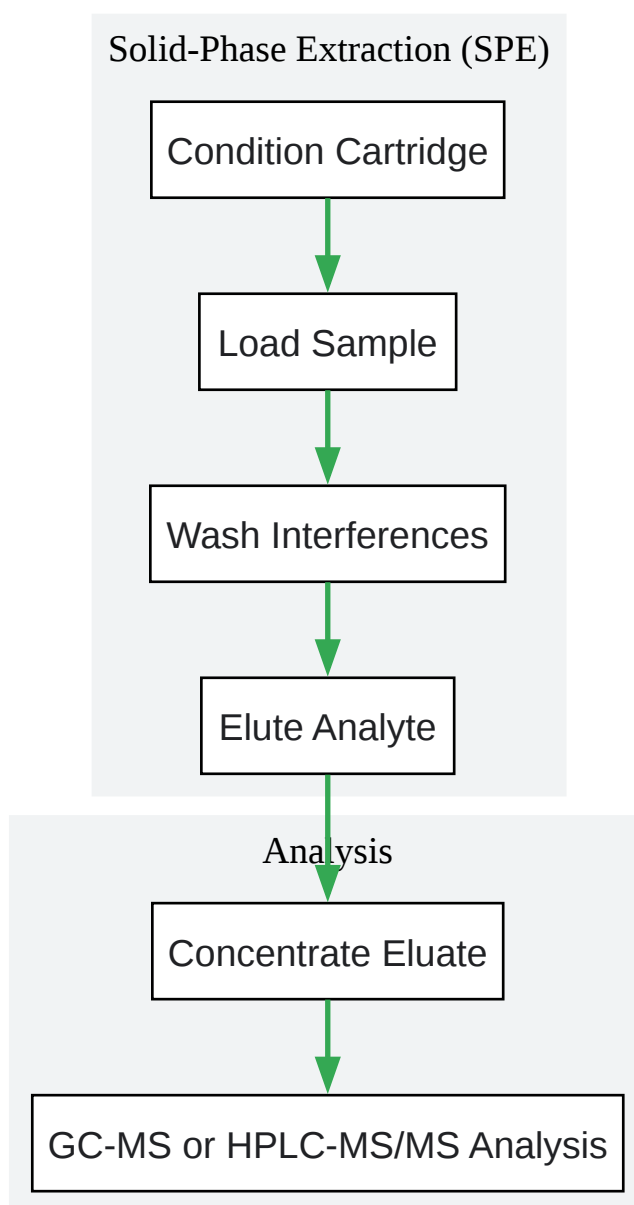 Solid-Phase Extraction (SPE)
Condition Cartridge
Load Sample
Wash Interferences
Elute Analyte
Analysis
Concentrate Eluate
GC-MS or HPLC-MS/MS Analysis